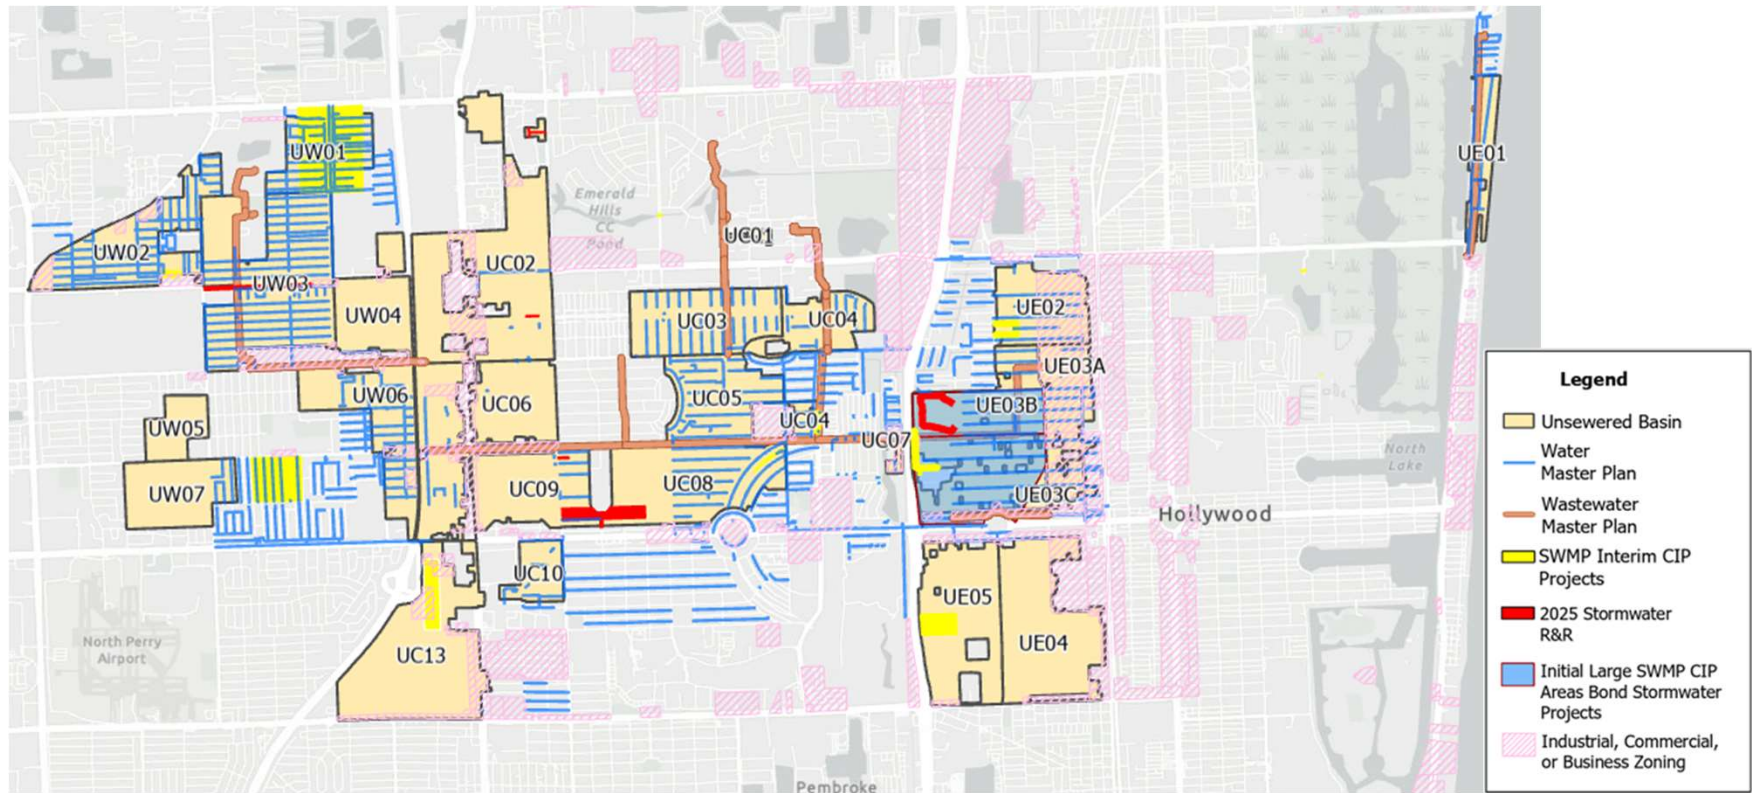 UW01
UE01
Emerald
Hills
CC
Pond
UC01
UW02
UC02
UW03
UE02
UW04
UC03
UC04
UE03A
Legend
UW06
UC05
UC06
UE03B
Unsewered Basin
UC04
UW05
UC07
Water
Master Plan
North
Lake
UW07
UC09
UC08
UE03C
Hollywood
Wastewater
Master Plan
SWMP Interim CIP
Projects
UC10
UE05
2025 Stormwater
R&R
North Perry
Airport
UC13
UE04
Initial Large SWMP CIP
Areas Bond Stormwater
Projects
Industrial, Commercial,
or Business Zoning
Pembroke